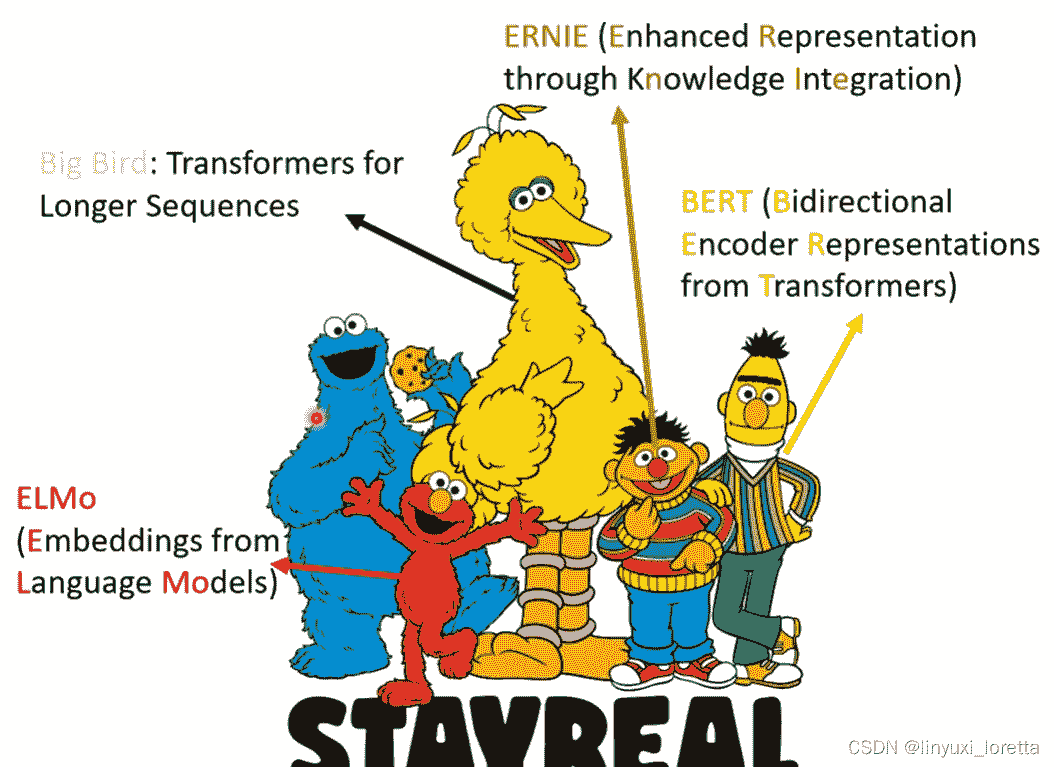 ERNIE (Enhanced Representation
through Knowledge Integration)
Big Bird: Transformers for
Longer Sequences
BERT (Bidirectional
Encoder Representations
from Transformers)
ELMo
(Embeddings from
Language Models)
STAYREAL
CSDN @linyuxi_loretta